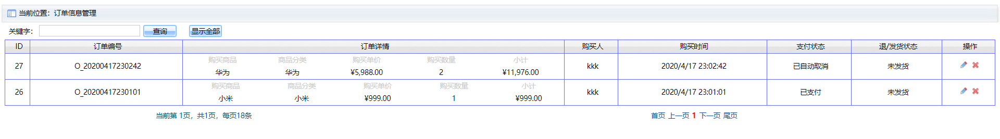 当前位置：订单信息管理
关键字： 查询 显示全部
ID 订单编号 订单详情 购买人 购买时间 支付状态 退/发货状态 操作
购买商品 商品分类 购买单价 购买数量 小计
27 O_20200417230242 华为 华为 ¥5,988.00 2 ¥11,976.00 kkk 2020/4/17 23:02:42 已自动取消 未发货
购买商品 商品分类 购买单价 购买数量 小计
26 O_20200417230101 小米 小米 ¥999.00 1 ¥999.00 kkk 2020/4/17 23:01:01 已支付 未发货
当前第 1页，共1页，每页18条 首页 上一页 1 下一页 尾页